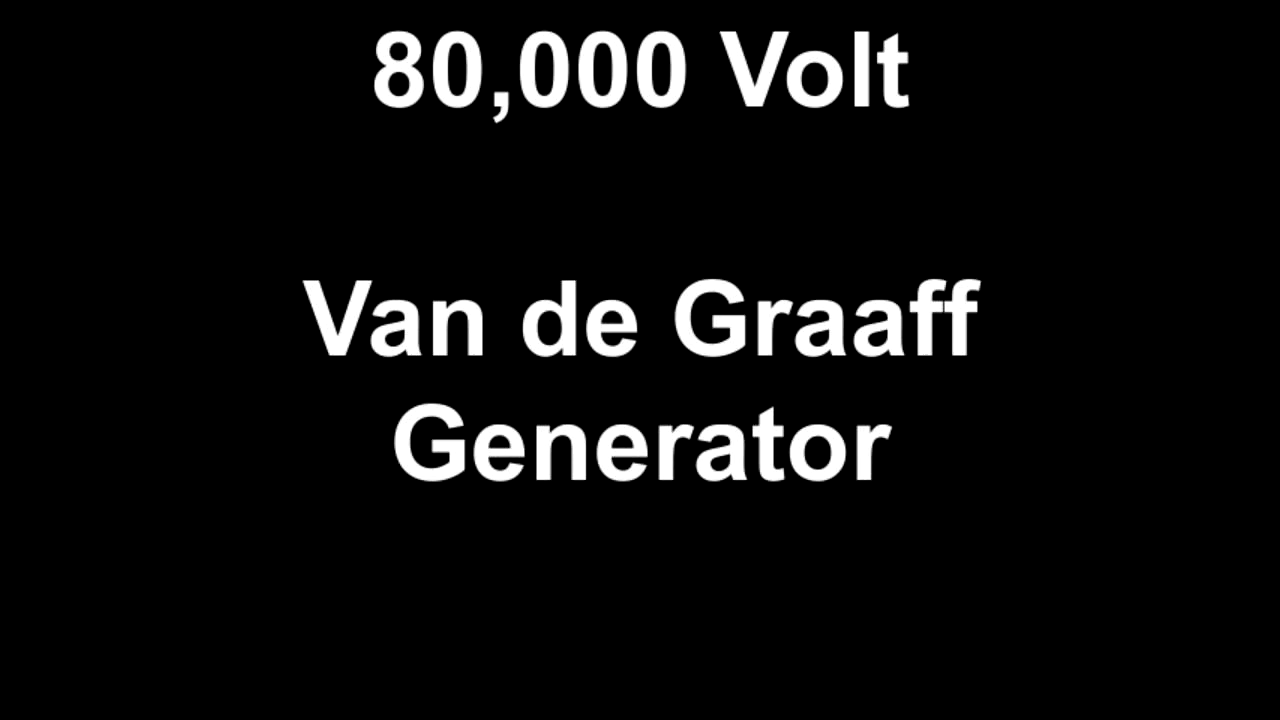 80,000 Volt
Van de Graaff
Generator